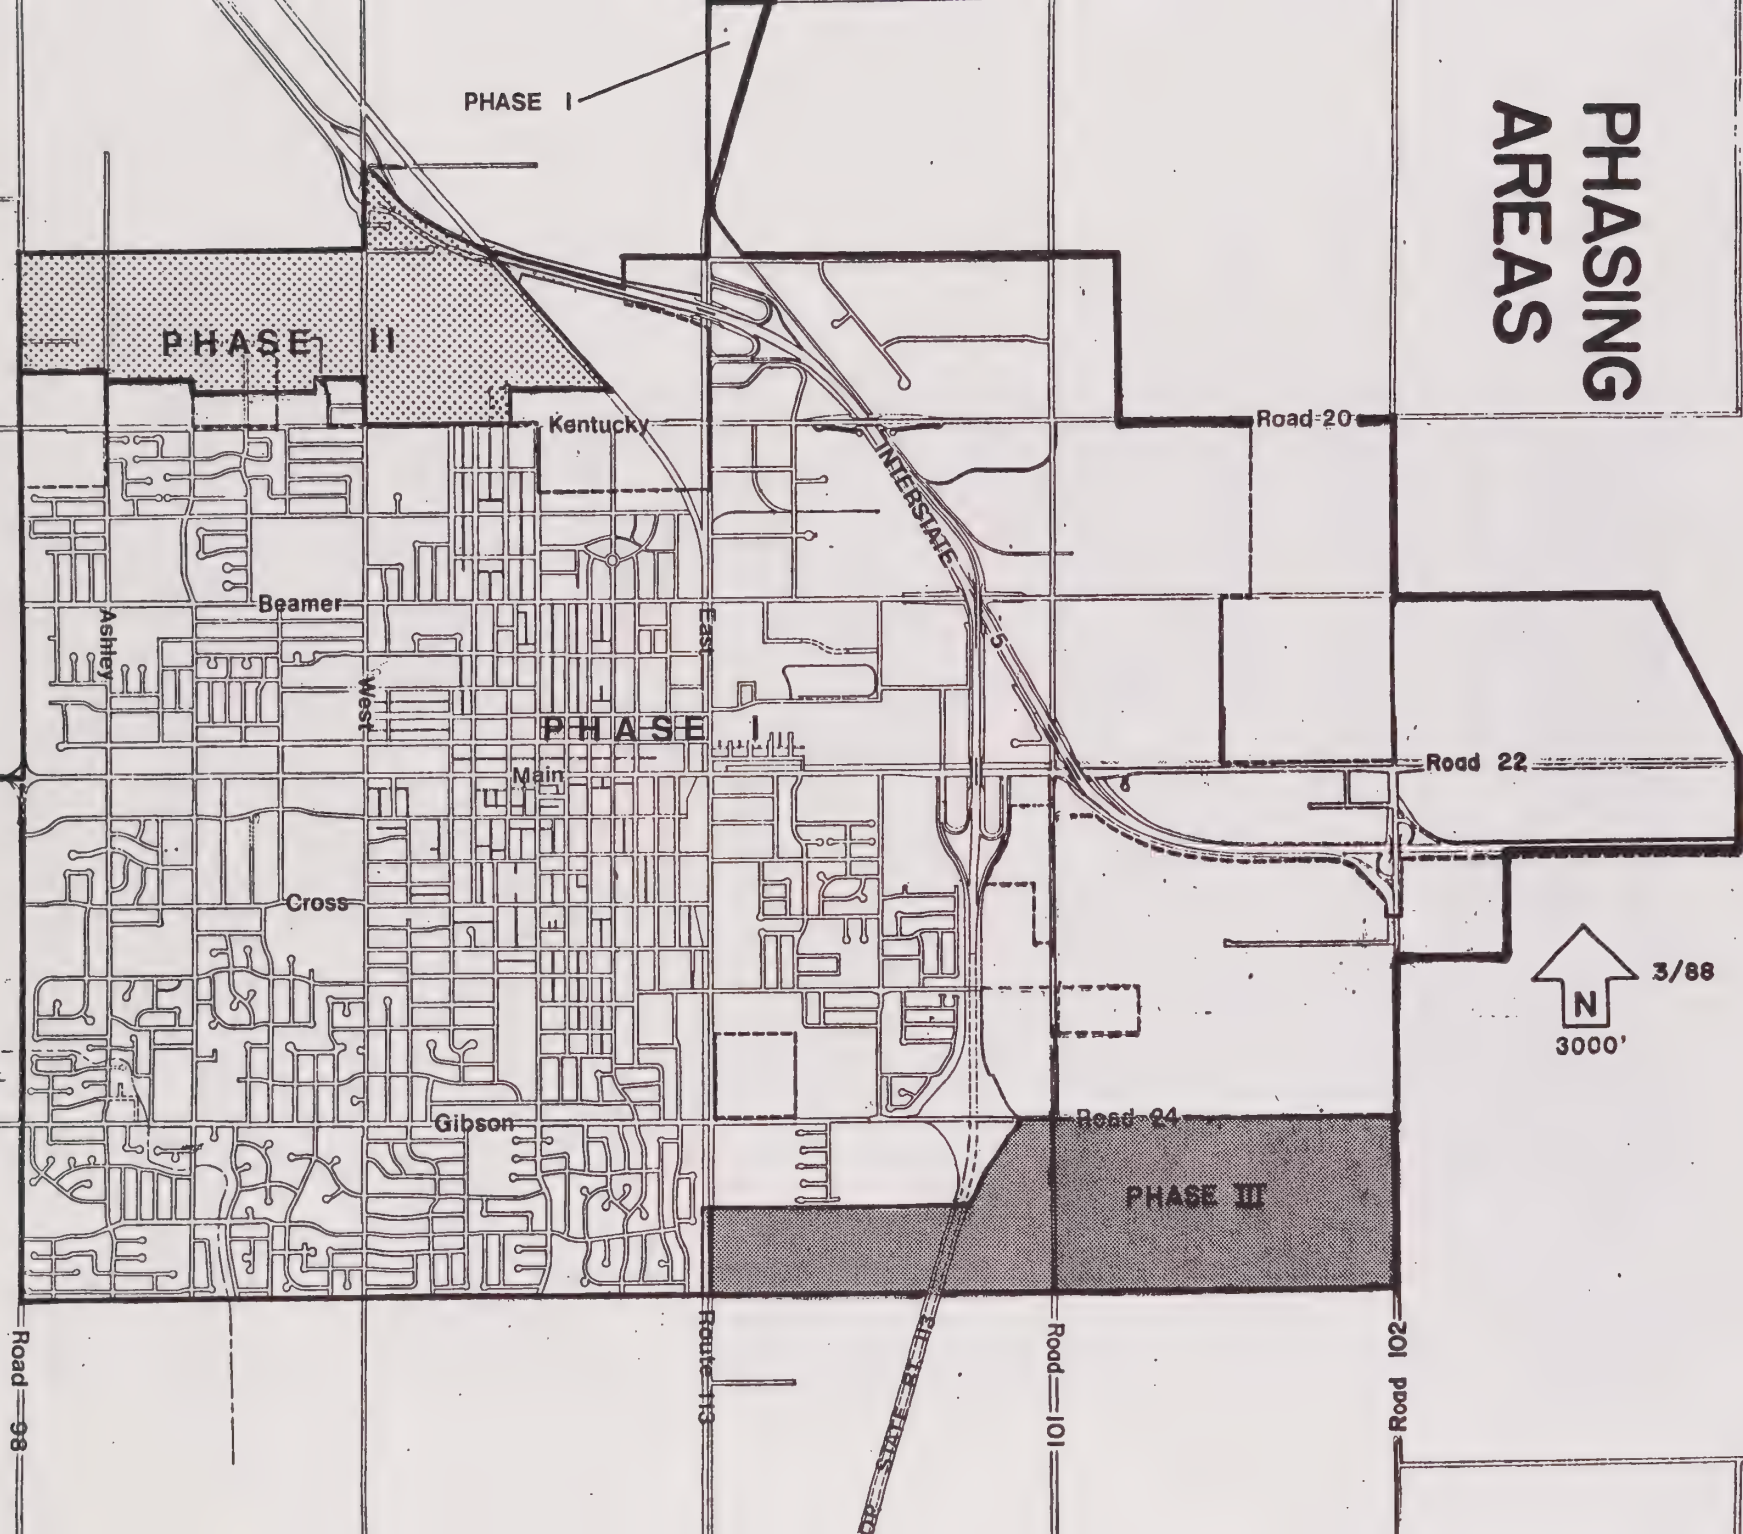 PHASING
AREAS
PHASE I
PHASE II
Kentucky
Road 20
INTERSTATE
5
Beamer
Ashley
East
West
PHASE I
Main
Road 22
Cross
3/88
N
3000'
Gibson
Road 24
PHASE III
Road 98
Route 113
STATE RT 113
Road 101
Road 102